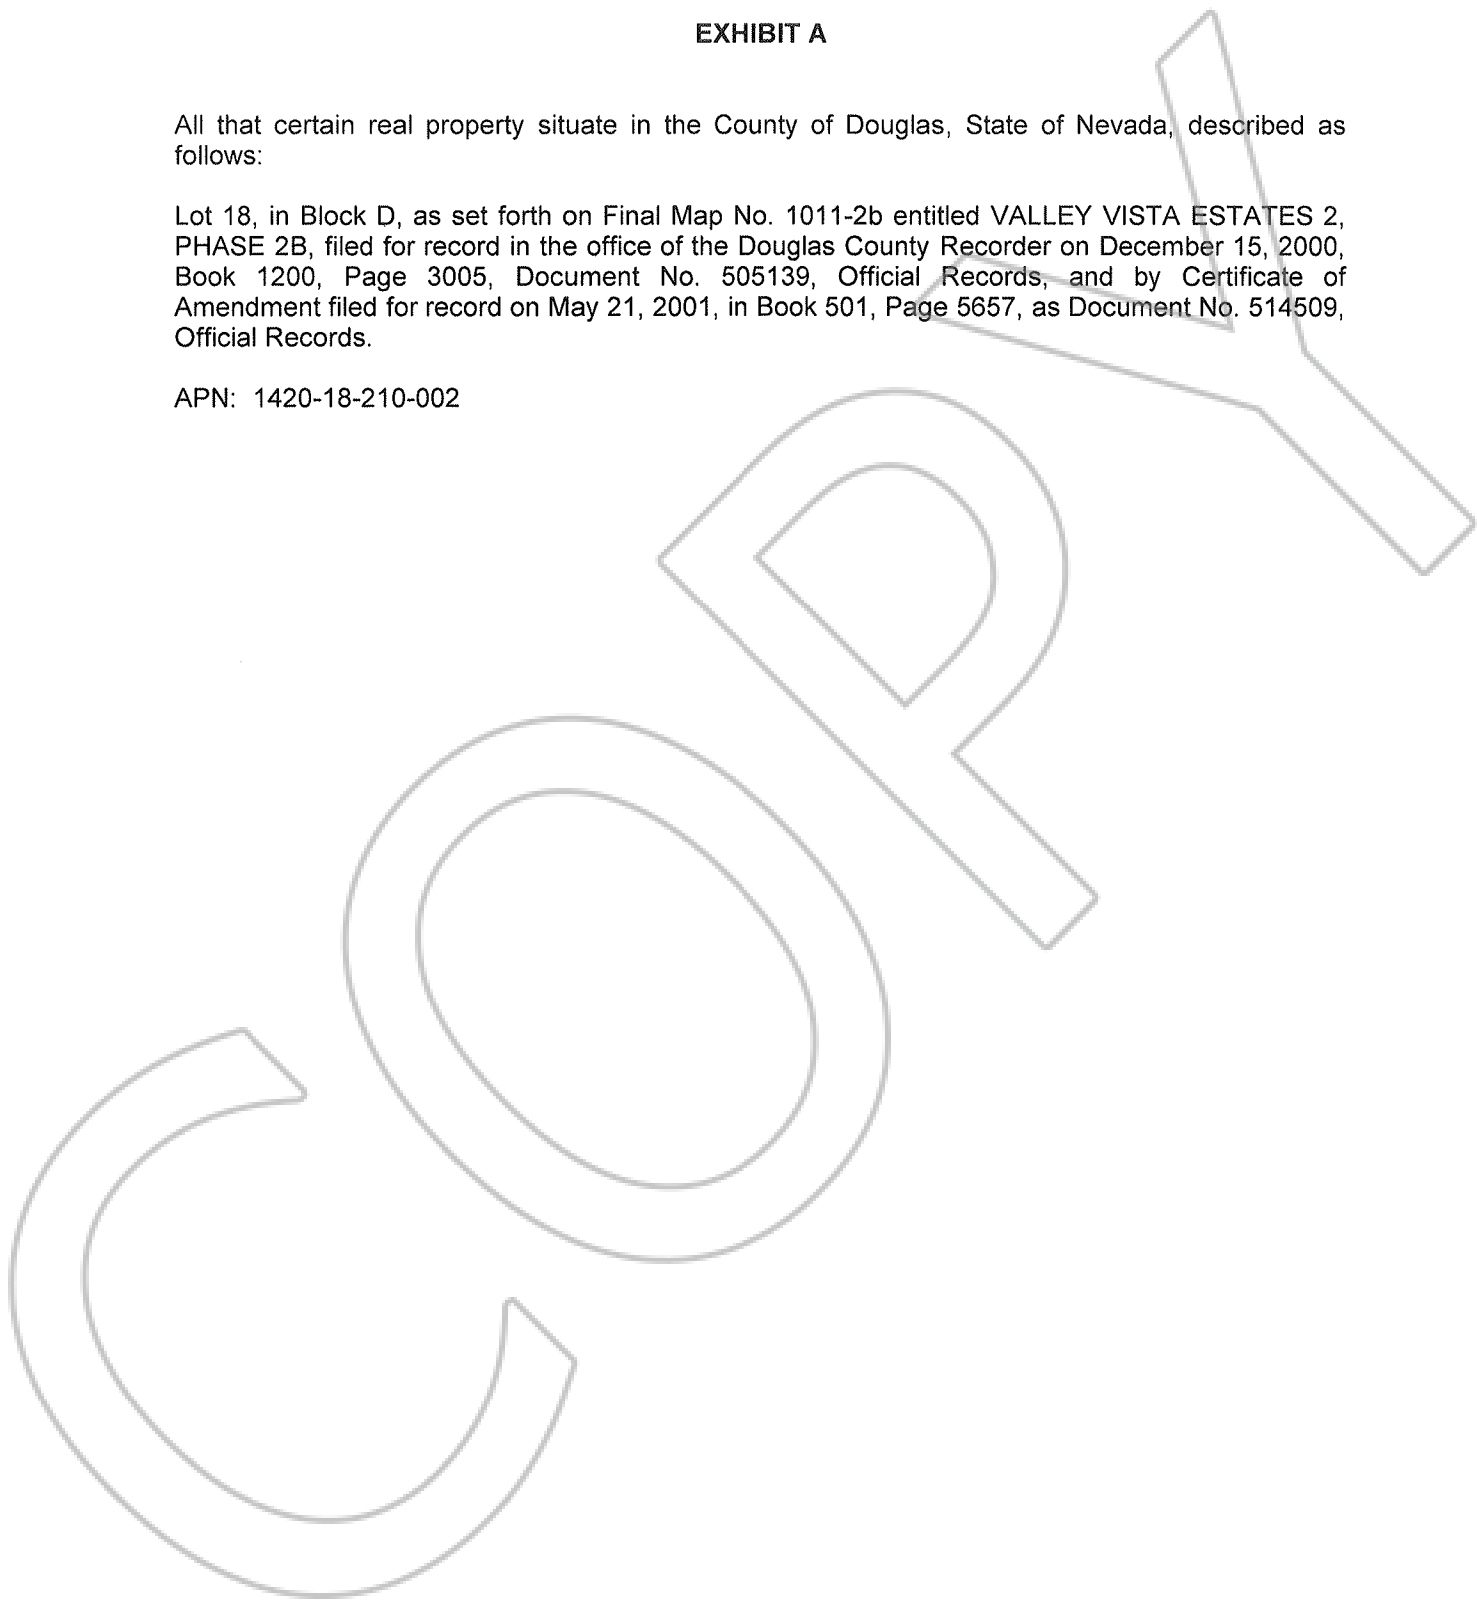 EXHIBIT A
All that certain real property situate in the County of Douglas, State of Nevada, described as
follows:
Lot 18, in Block D, as set forth on Final Map No. 1011-2b entitled VALLEY VISTA ESTATES 2,
PHASE 2B, filed for record in the office of the Douglas County Recorder on December 15, 2000,
Book 1200, Page 3005, Document No. 505139, Official Records, and by Certificate of
Amendment filed for record on May 21, 2001, in Book 501, Page 5657, as Document No. 514509,
Official Records.
APN: 1420-18-210-002
COPY